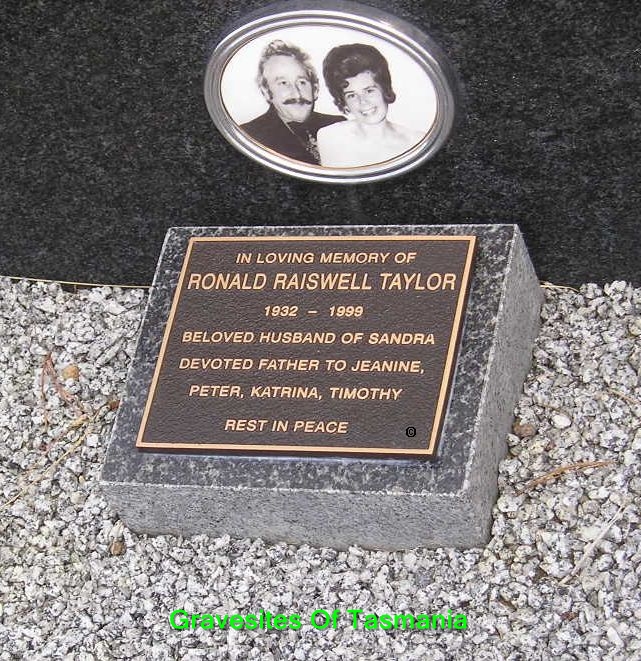 IN LOVING MEMORY OF
RONALD RAISWELL TAYLOR
1932 – 1999
BELOVED HUSBAND OF SANDRA
DEVOTED FATHER TO JEANINE,
PETER, KATRINA, TIMOTHY
REST IN PEACE ©
Gravesites Of Tasmania